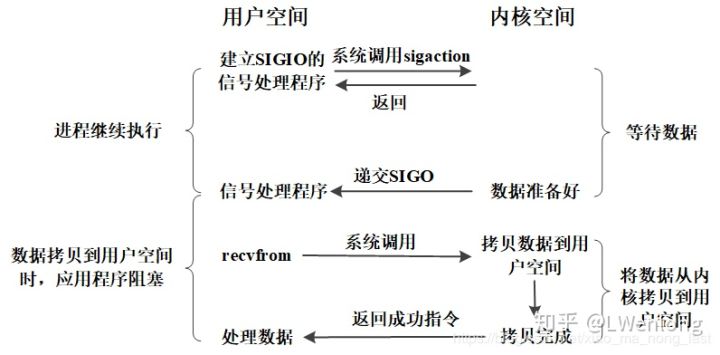 用户空间
内核空间
建立SIGIO的
信号处理程序
系统调用sigaction
返回
进程继续执行
等待数据
信号处理程序
递交SIGO
数据准备好
数据拷贝到用户空间
时，应用程序阻塞
recvfrom
系统调用
拷贝数据到用
户空间
将数据从内
核拷贝到用
户空间
处理数据
返回成功指令
拷贝完成
知乎 @LWenlong